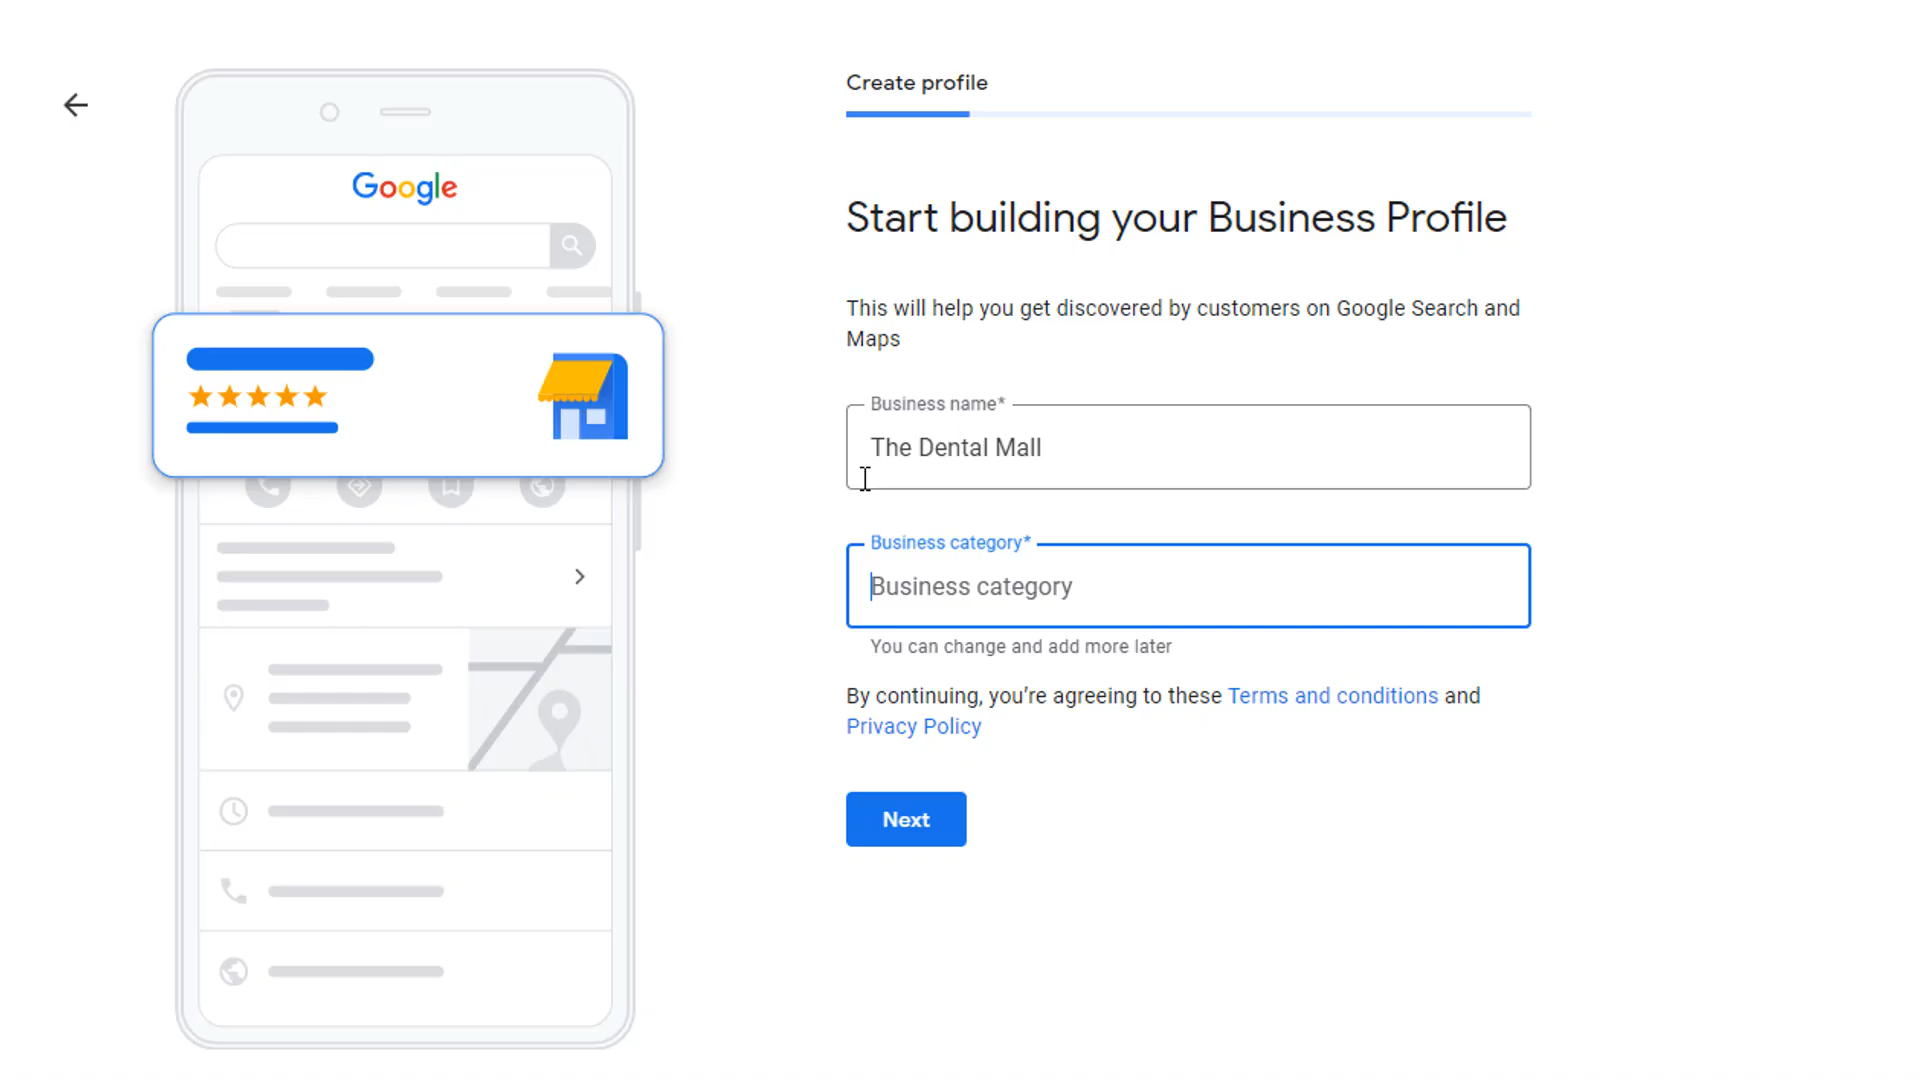 Google
Create profile
Start building your Business Profile
This will help you get discovered by customers on Google Search and
Maps
Business name*
The Dental Mall
Business category*
Business category
You can change and add more later
By continuing, you’re agreeing to these Terms and conditions and
Privacy Policy
Next